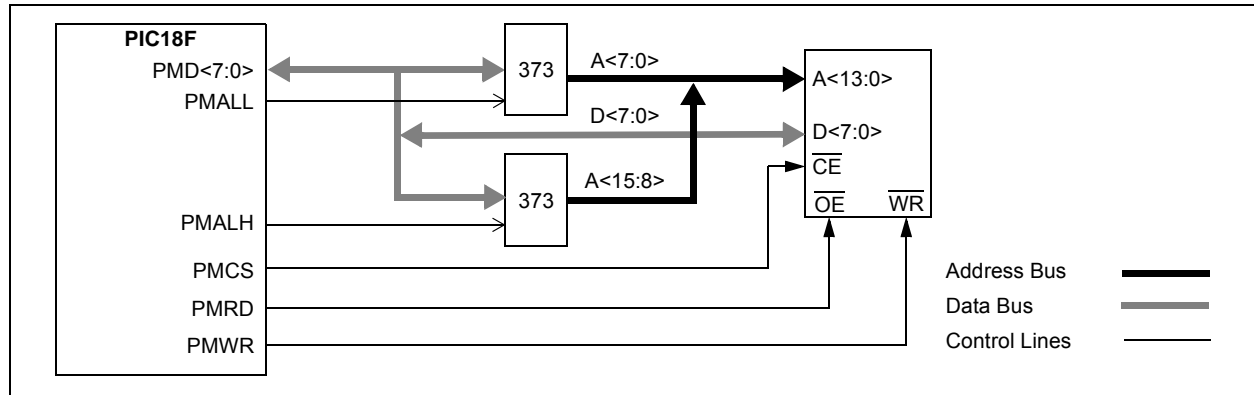 PIC18F
PMD<7:0>
PMALL
373
A<7:0>
A<13:0>
D<7:0>
D<7:0>
373
A<15:8>
CE
OE WR
PMALH
PMCS
PMRD
PMWR
Address Bus
Data Bus
Control Lines